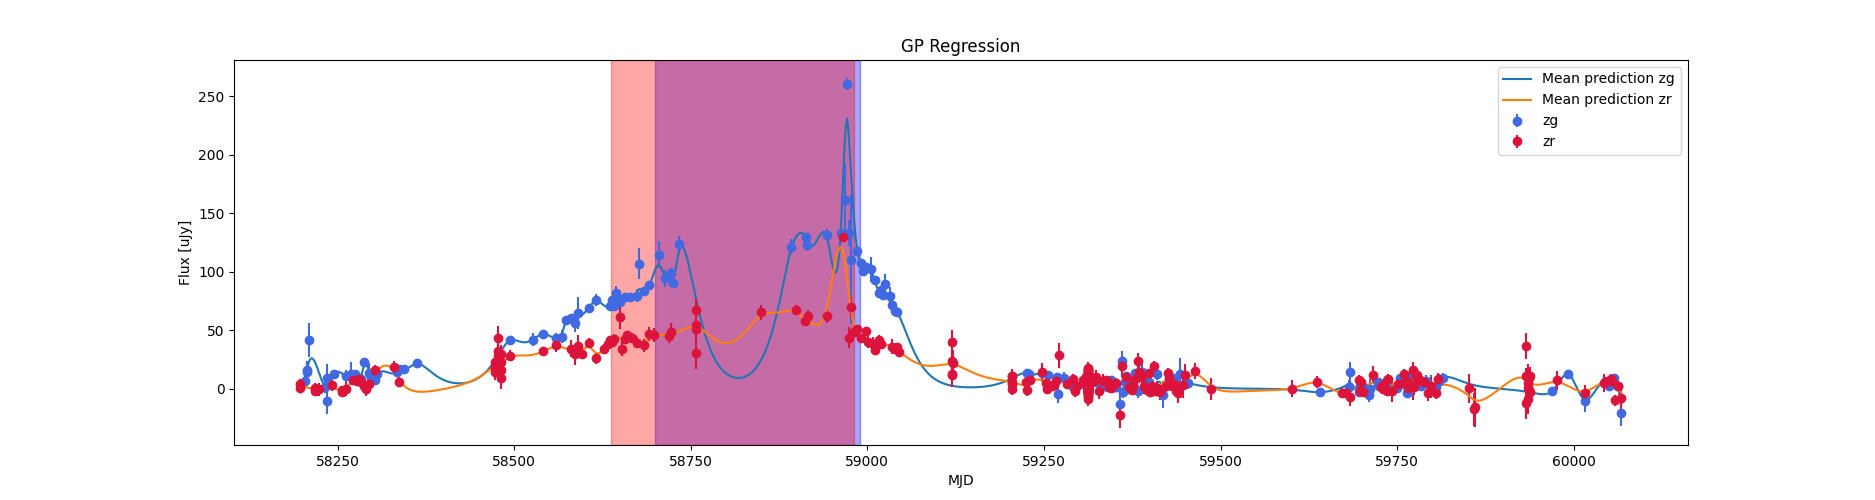 GP Regression
Mean prediction zg
Mean prediction zr
zg
zr
Flux [uJy]
250
200
150
100
50
0
58250 58500 58750 59000 59250 59500 59750 60000
MJD